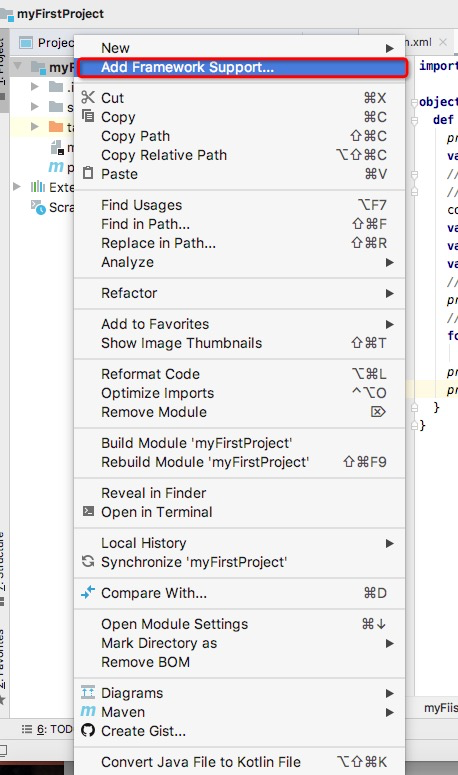 myFirstProject
Projec
m.xml
New
Add Framework Support...
Cut ⌘X
Copy ⌘C
Copy Path ⇧⌘C
Copy Relative Path ⌥⇧⌘C
Paste ⌘V
Find Usages ⌥F7
Find in Path... ⇧⌘F
Replace in Path... ⇧⌘R
Analyze
Refactor
Add to Favorites
Show Image Thumbnails ⇧⌘T
Reformat Code ⌥⌘L
Optimize Imports ^⌥O
Remove Module ⌦
Build Module 'myFirstProject'
Rebuild Module 'myFirstProject' ⇧⌘F9
Reveal in Finder
Open in Terminal
Local History
Synchronize 'myFirstProject'
Compare With... ⌘D
Open Module Settings ⌘↓
Mark Directory as
Remove BOM
Diagrams
Maven
Create Gist...
Convert Java File to Kotlin File ⌥⇧⌘K
myF
.i
s
ta
m
p
Exte
Scra
import
object
def
pr
va
//
//
co
va
va
va
//
pr
//
fo
pr
pr
}
}
myFiis
6: TOD